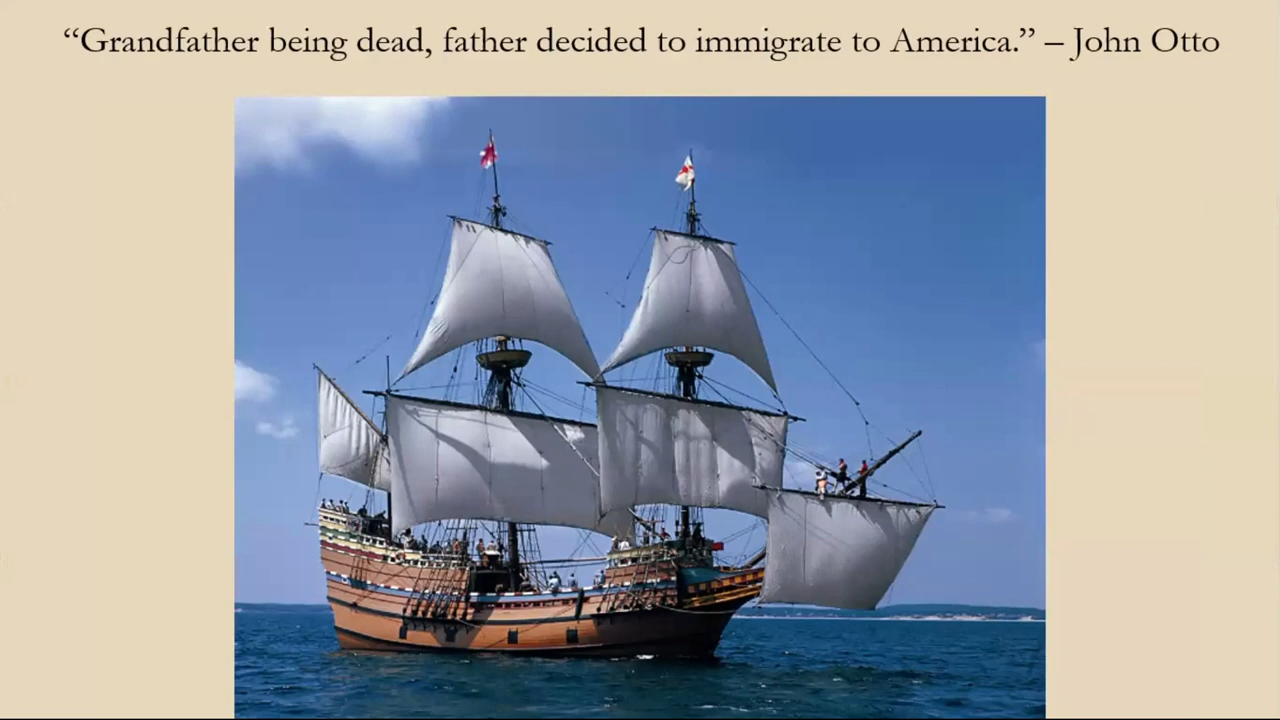 “Grandfather being dead, father decided to immigrate to America.” – John Otto